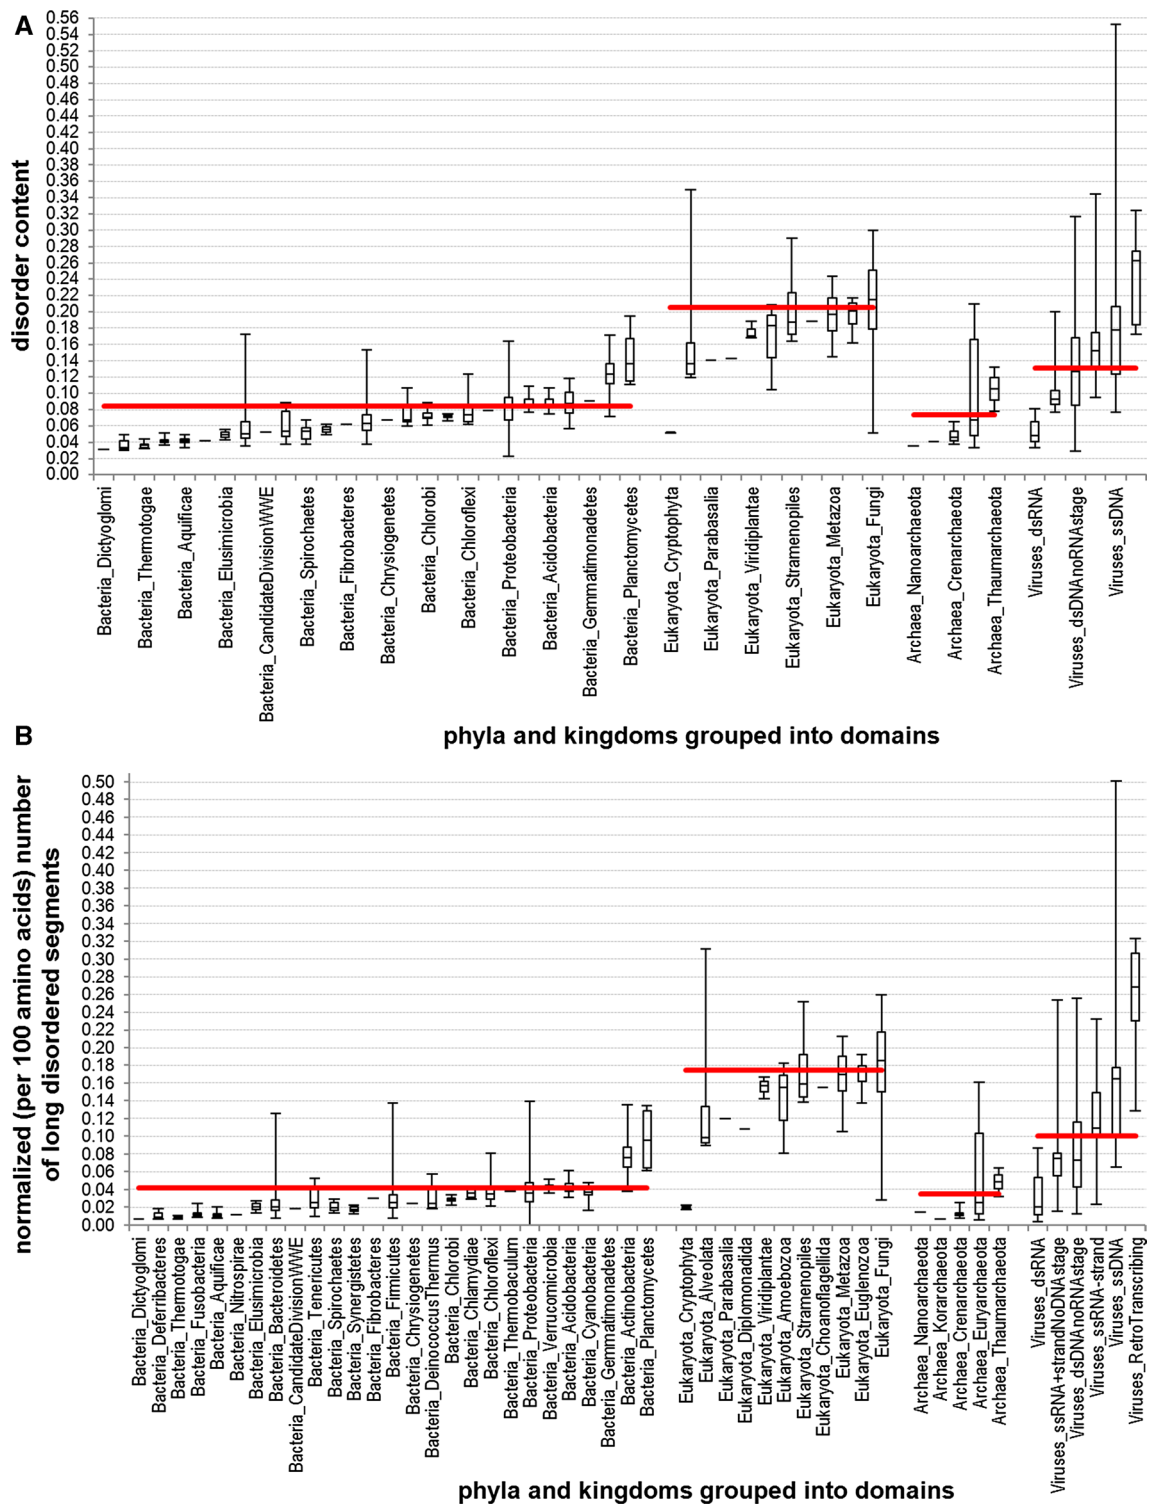 A
disorder content
0.56
0.54
0.52
0.50
0.48
0.46
0.44
0.42
0.40
0.38
0.36
0.34
0.32
0.30
0.28
0.26
0.24
0.22
0.20
0.18
0.16
0.14
0.12
0.10
0.08
0.06
0.04
0.02
0.00
Bacteria_Dictyoglomi
Bacteria_Thermotogae
Bacteria_Aquificae
Bacteria_Elusimicrobia
Bacteria_CandidateDivisionWWE
Bacteria_Spirochaetes
Bacteria_Fibrobacteres
Bacteria_Chrysiogenetes
Bacteria_Chlorobi
Bacteria_Chloroflexi
Bacteria_Proteobacteria
Bacteria_Acidobacteria
Bacteria_Gemmatimonadetes
Bacteria_Planctomycetes
Eukaryota_Cryptophyta
Eukaryota_Parabasalia
Eukaryota_Viridiplantae
Eukaryota_Stramenopiles
Eukaryota_Metazoa
Eukaryota_Fungi
Archaea_Nanoarchaeota
Archaea_Crenarchaeota
Archaea_Thaumarchaeota
Viruses_dsRNA
Viruses_dsDNAnoRNAstage
Viruses_ssDNA
phyla and kingdoms grouped into domains
B
normalized (per 100 amino acids) number
of long disordered segments
0.50
0.48
0.46
0.44
0.42
0.40
0.38
0.36
0.34
0.32
0.30
0.28
0.26
0.24
0.22
0.20
0.18
0.16
0.14
0.12
0.10
0.08
0.06
0.04
0.02
0.00
Bacteria_Dictyoglomi
Bacteria_Deferribacteres
Bacteria_Thermotogae
Bacteria_Fusobacteria
Bacteria_Aquificae
Bacteria_Nitrospirae
Bacteria_Elusimicrobia
Bacteria_Bacteroidetes
Bacteria_CandidateDivisionWWE
Bacteria_Tenericutes
Bacteria_Spirochaetes
Bacteria_Synergistetes
Bacteria_Fibrobacteres
Bacteria_Firmicutes
Bacteria_Chrysiogenetes
Bacteria_DeinococcusThermus
Bacteria_Chlorobi
Bacteria_Chlamydiae
Bacteria_Chloroflexi
Bacteria_Thermobaculum
Bacteria_Proteobacteria
Bacteria_Verrucomicrobia
Bacteria_Acidobacteria
Bacteria_Cyanobacteria
Bacteria_Gemmatimonadetes
Bacteria_Actinobacteria
Bacteria_Planctomycetes
Eukaryota_Cryptophyta
Eukaryota_Alveolata
Eukaryota_Parabasalia
Eukaryota_Diplomonadida
Eukaryota_Viridiplantae
Eukaryota_Amoebozoa
Eukaryota_Stramenopiles
Eukaryota_Choanoflagellida
Eukaryota_Metazoa
Eukaryota_Euglenozoa
Eukaryota_Fungi
Archaea_Nanoarchaeota
Archaea_Korarchaeota
Archaea_Crenarchaeota
Archaea_Euryarchaeota
Archaea_Thaumarchaeota
Viruses_dsRNA
Viruses_ssRNA+strandNoDNAstage
Viruses_dsDNAnoRNAstage
Viruses_ssRNA-strand
Viruses_ssDNA
Viruses_RetroTranscribing
phyla and kingdoms grouped into domains